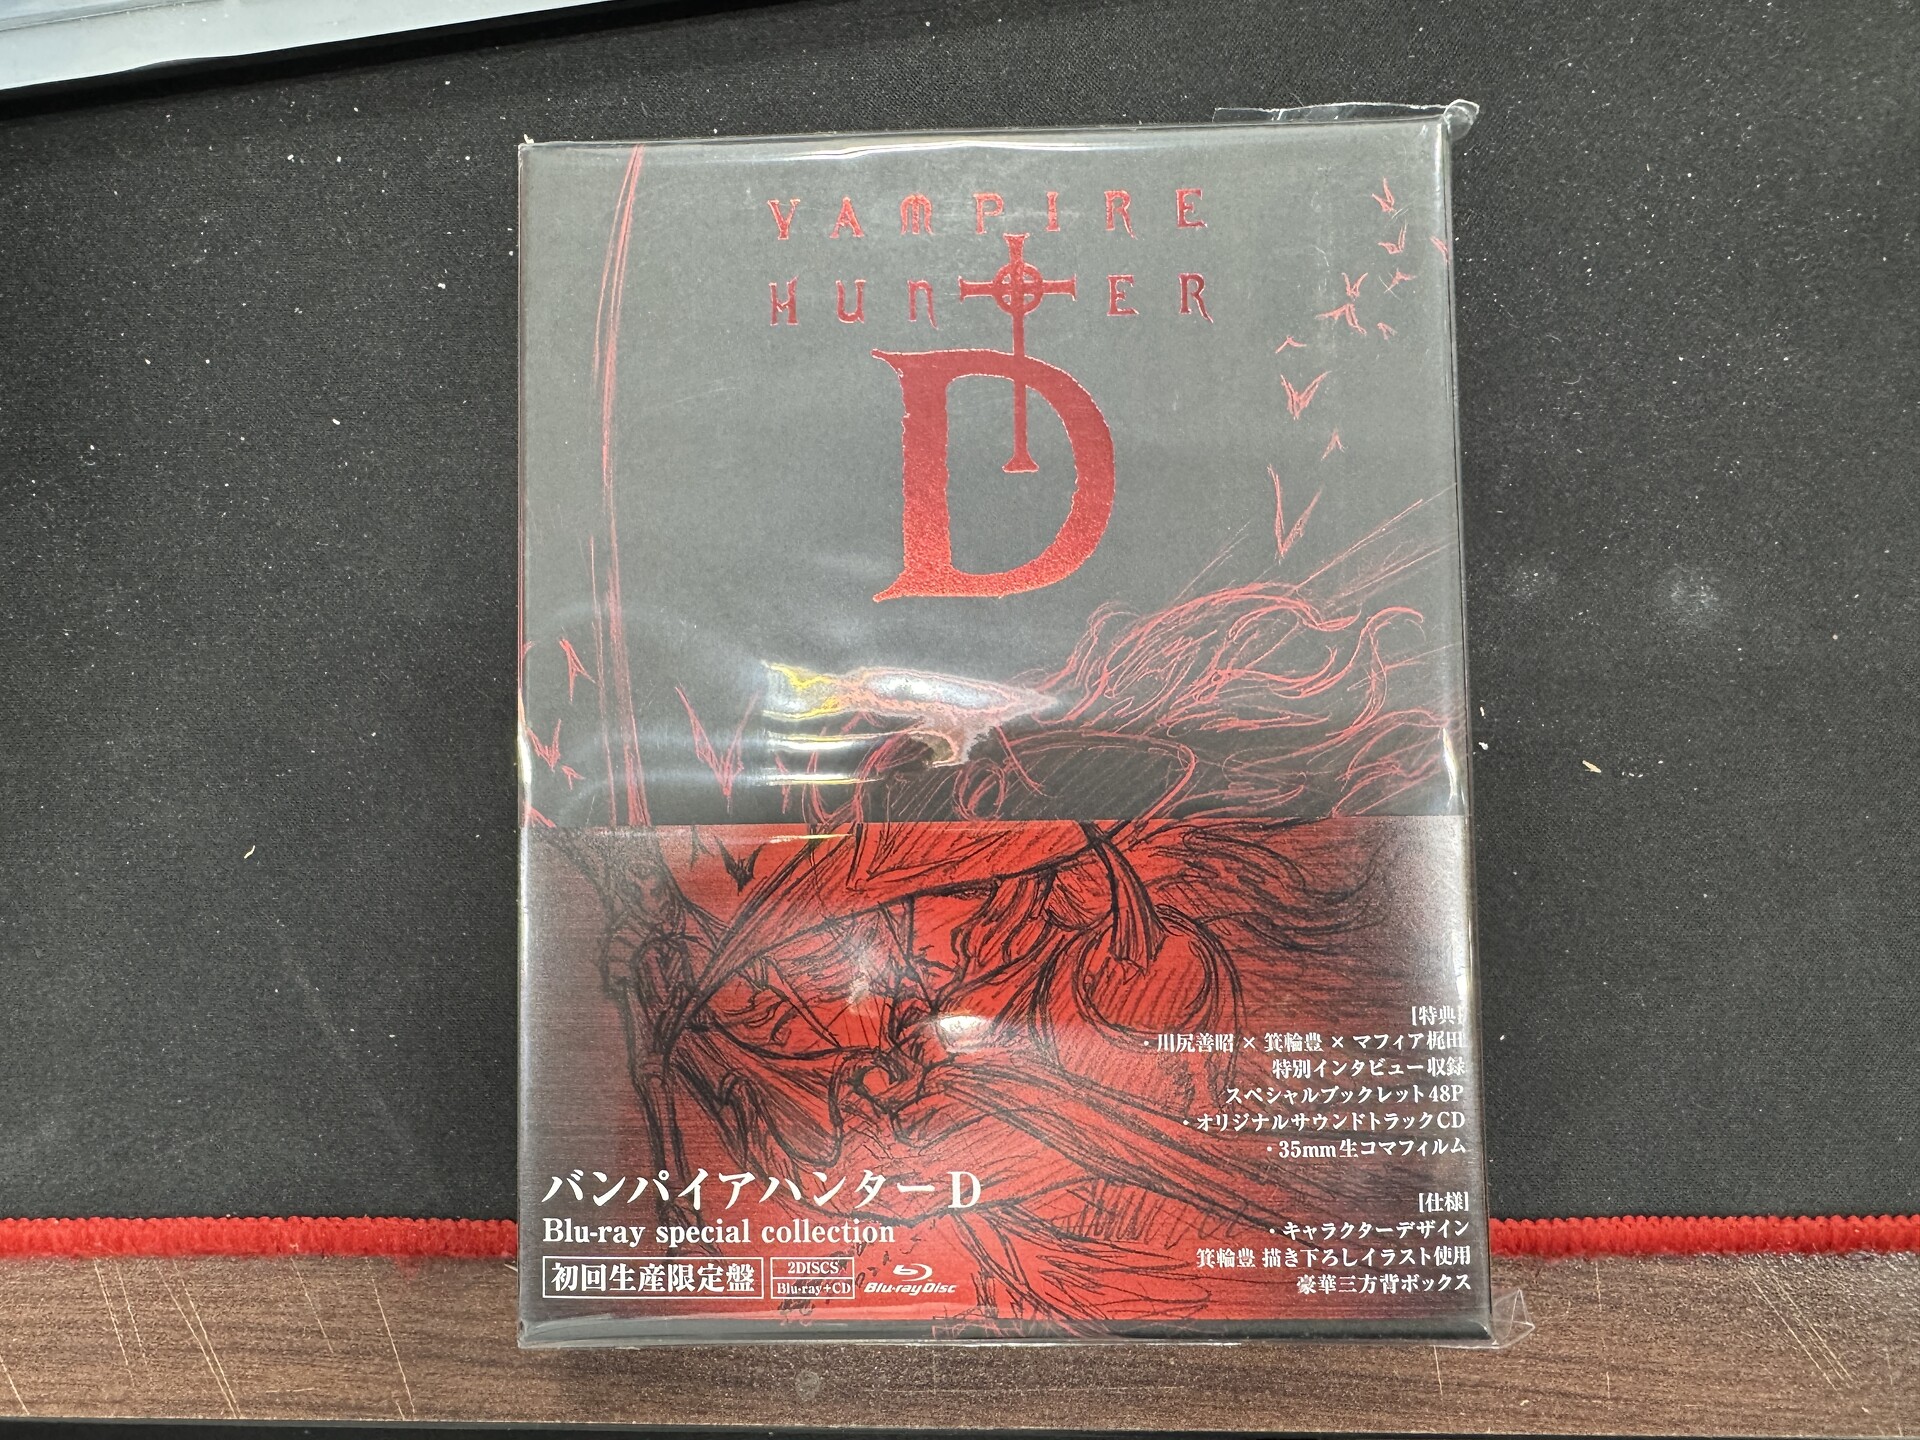 VAMPIRE
HUNTER
D
[特典]
・川尻善昭 × 箕輪豊 × マフィア梶田
特別インタビュー収録
スペシャルブックレット48P
・オリジナルサウンドトラックCD
・35mm生コマフィルム
バンパイアハンターD
Blu-ray special collection
初回生産限定盤
2DISCS
Blu-ray+CD
Blu-ray Disc
[仕様]
・キャラクターデザイン
箕輪豊 描き下ろしイラスト使用
豪華三方背ボックス